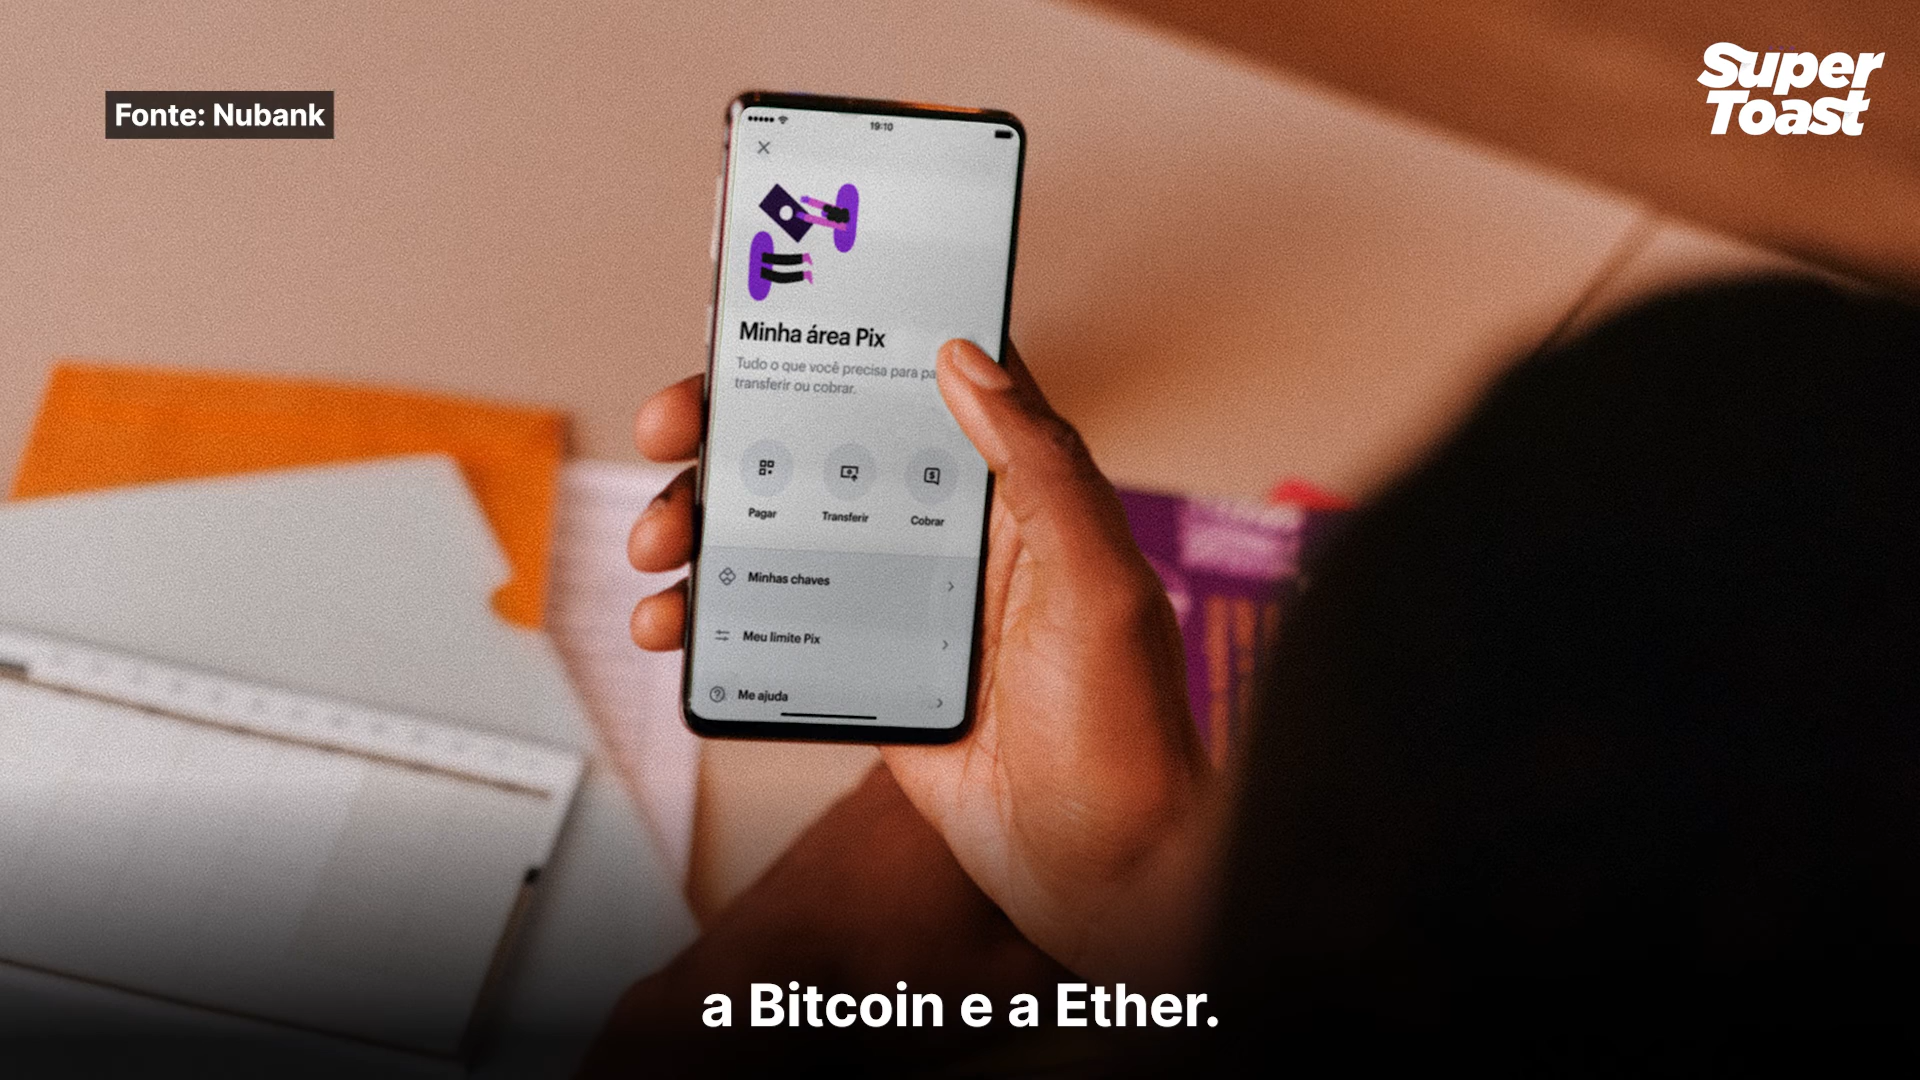 Fonte: Nubank
Super
Toast
19:10
Minha área Pix
Tudo o que você precisa para pa
transferir ou cobrar.
Pagar
Transferir
Cobrar
Minhas chaves
Meu limite Pix
Me ajuda
a Bitcoin e a Ether.